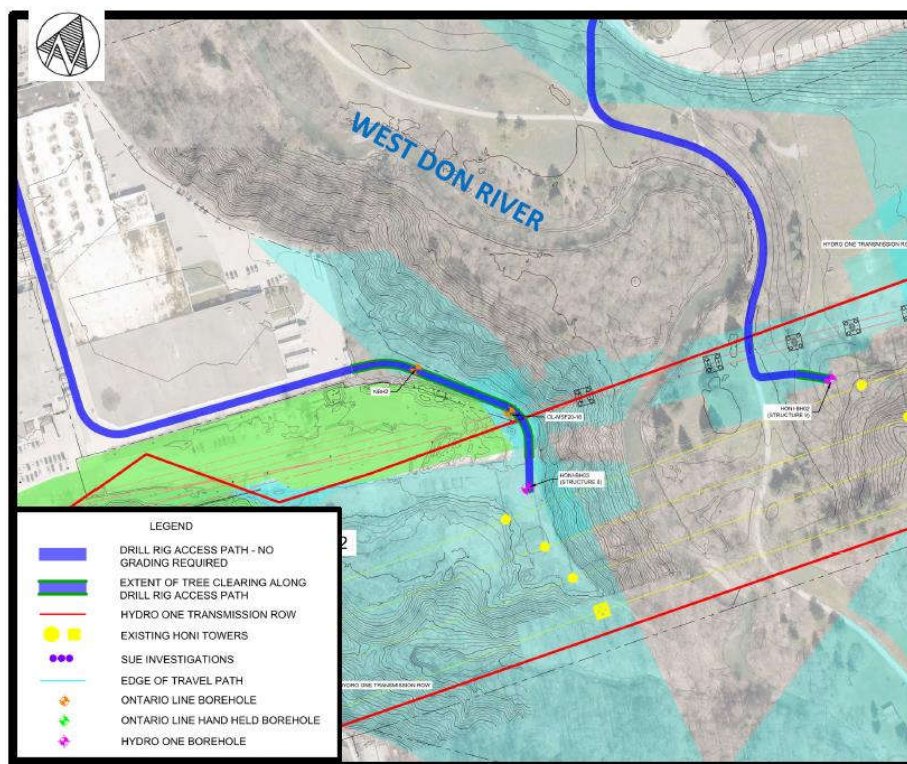 WEST DON RIVER
HYDRO ONE TRANSMISSION
HONI-BH02
(STRUCTURE 9)
OL-MSF20-16
HONI-BH03
(STRUCTURE 8)
2
HYDRO ONE TRANSMISSION ROW
LEGEND
DRILL RIG ACCESS PATH - NO
GRADING REQUIRED
EXTENT OF TREE CLEARING ALONG
DRILL RIG ACCESS PATH
HYDRO ONE TRANSMISSION ROW
EXISTING HONI TOWERS
SUE INVESTIGATIONS
EDGE OF TRAVEL PATH
ONTARIO LINE BOREHOLE
ONTARIO LINE HAND HELD BOREHOLE
HYDRO ONE BOREHOLE